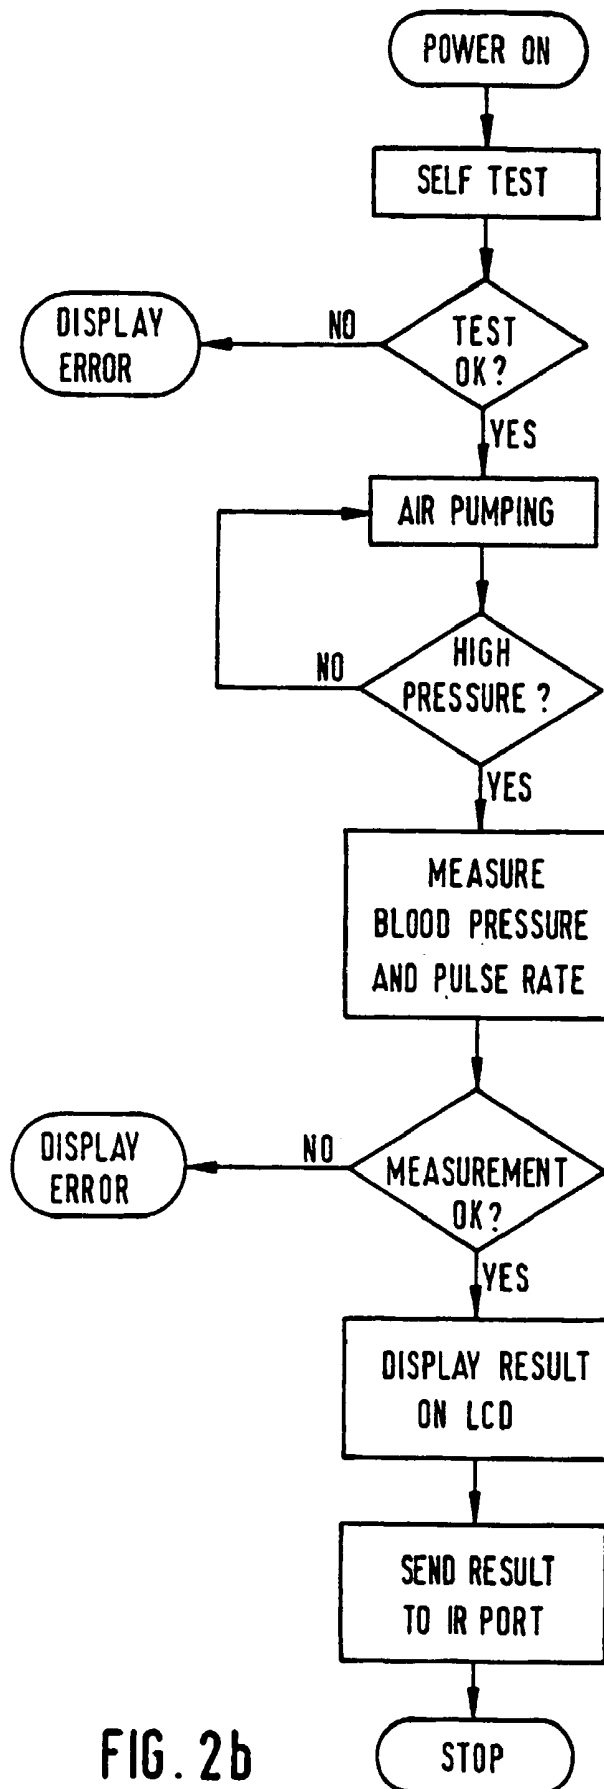 POWER ON
SELF TEST
TEST
OK?
NO
DISPLAY
ERROR
YES
AIR PUMPING
HIGH
PRESSURE ?
NO
YES
MEASURE
BLOOD PRESSURE
AND PULSE RATE
MEASUREMENT
OK?
NO
DISPLAY
ERROR
YES
DISPLAY RESULT
ON LCD
SEND RESULT
TO IR PORT
STOP
FIG. 2b